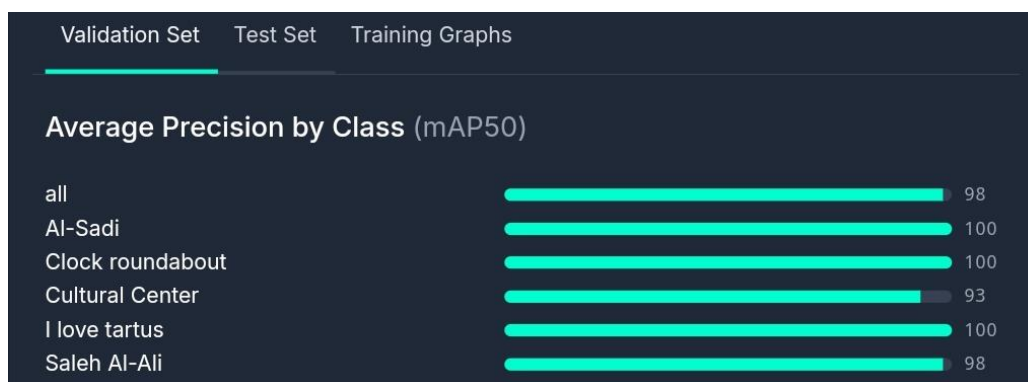 Validation Set Test Set Training Graphs
Average Precision by Class (mAP50)
all 98
Al-Sadi 100
Clock roundabout 100
Cultural Center 93
I love tartus 100
Saleh Al-Ali 98